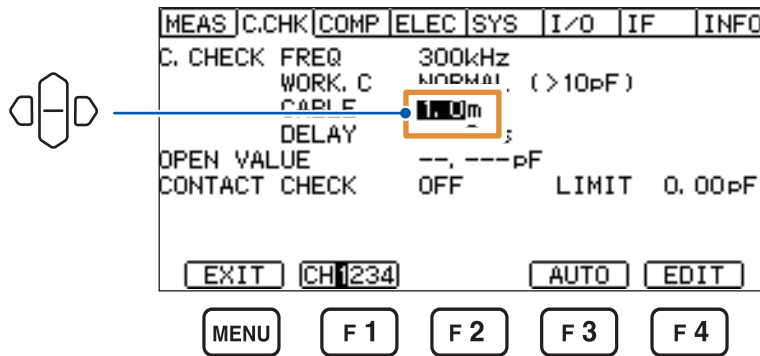 MEAS C.CHK COMP ELEC SYS I/O IF INFO
C. CHECK FREQ 300kHz
WORK. C NORMAL (>10pF)
CABLE 1.0m
DELAY
OPEN VALUE --.---pF
CONTACT CHECK OFF LIMIT 0.00pF
EXIT CH1234 AUTO EDIT
MENU F1 F2 F3 F4